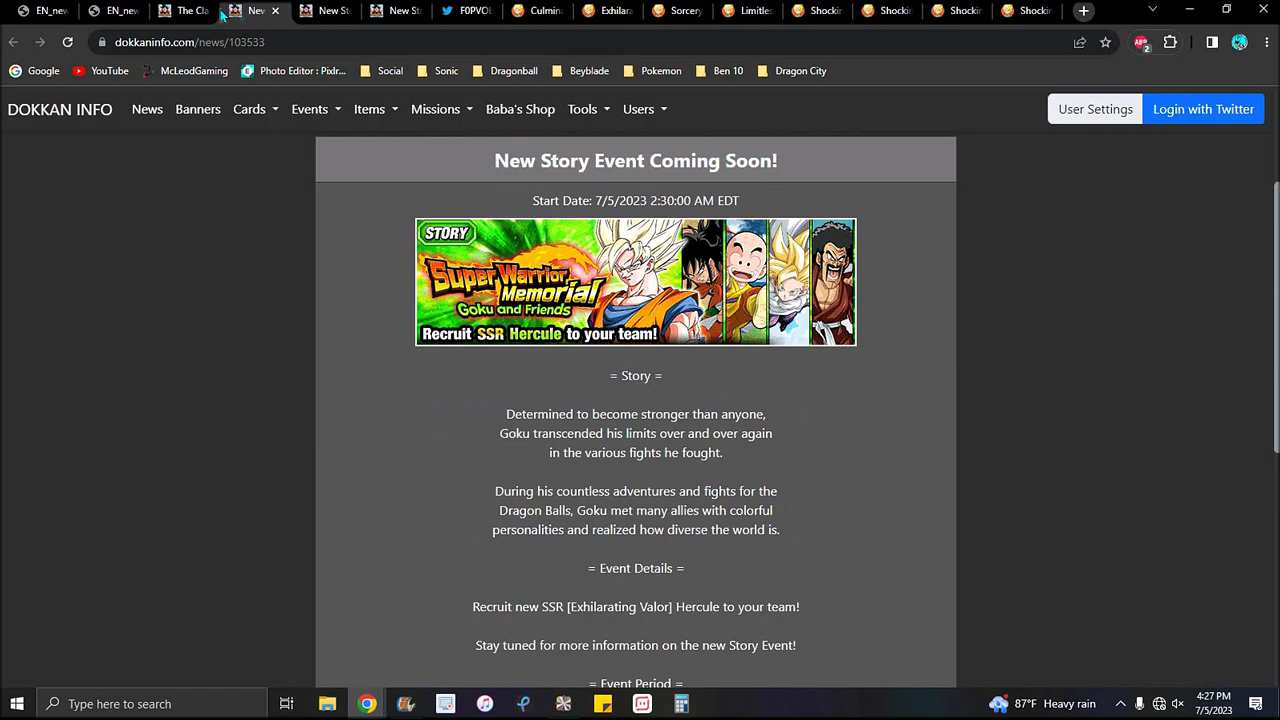 EN_new EN_new The Cla New New St New St F0PVOl Culmin Exhilara Sorcery Limitles Shockin Shockin Shockin Shockin
dokkaninfo.com/news/103533
2
Google YouTube McLeodGaming Photo Editor : Pixlr... Social Sonic Dragonball Beyblade Pokemon Ben 10 Dragon City
DOKKAN INFO News Banners Cards Events Items Missions Baba's Shop Tools Users User Settings Login with Twitter
New Story Event Coming Soon!
Start Date: 7/5/2023 2:30:00 AM EDT
STORY
Super Warrior
Memorial
Goku and Friends
Recruit SSR Hercule to your team!
= Story =
Determined to become stronger than anyone,
Goku transcended his limits over and over again
in the various fights he fought.
During his countless adventures and fights for the
Dragon Balls, Goku met many allies with colorful
personalities and realized how diverse the world is.
= Event Details =
Recruit new SSR [Exhilarating Valor] Hercule to your team!
Stay tuned for more information on the new Story Event!
= Event Period =
Type here to search
87°F Heavy rain
4:27 PM
7/5/2023